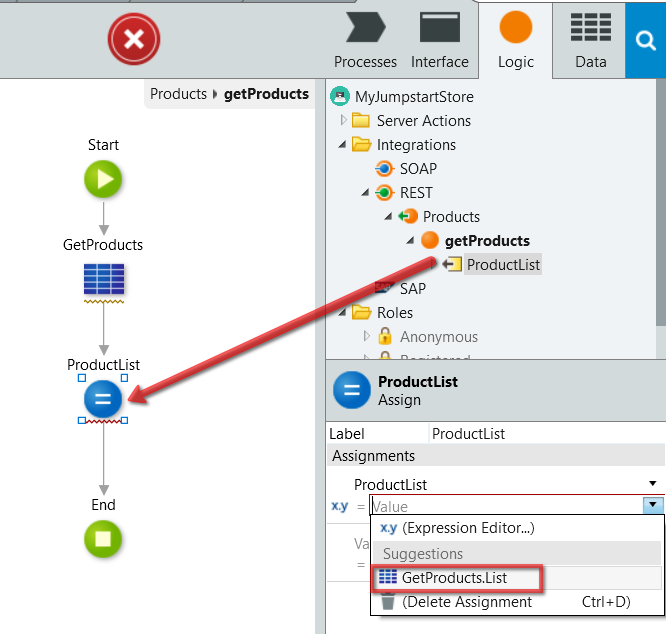 Processes
Interface
Logic
Data
Products getProducts
Start
GetProducts
ProductList
End
MyJumpstartStore
Server Actions
Integrations
SOAP
REST
Products
getProducts
ProductList
SAP
Roles
Anonymous
Registered
ProductList
Assign
Label ProductList
Assignments
ProductList
x.y = Value
x.y (Expression Editor...)
Suggestions
GetProducts.List
(Delete Assignment Ctrl+D)
Va
=